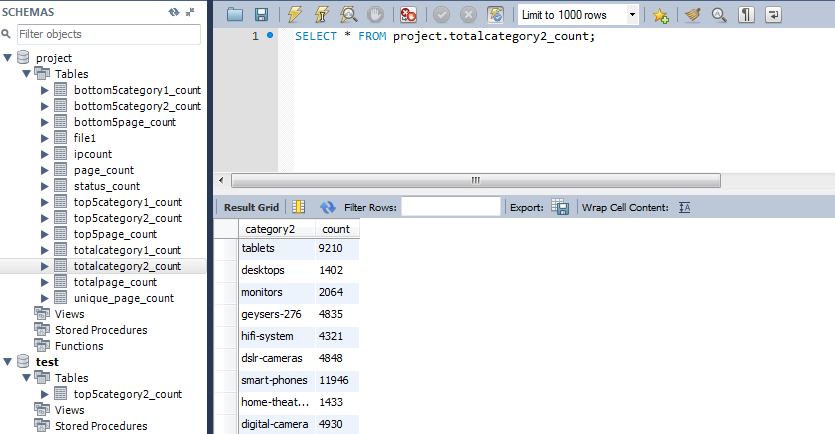 SCHEMAS
Filter objects
project
Tables
bottom5category1_count
bottom5category2_count
bottom5page_count
file1
ipcount
page_count
status_count
top5category1_count
top5category2_count
top5page_count
totalcategory1_count
totalcategory2_count
totalpage_count
unique_page_count
Views
Stored Procedures
Functions
test
Tables
top5category2_count
Views
Stored Procedures
Limit to 1000 rows
1 SELECT * FROM project.totalcategory2_count;
Result Grid Filter Rows: Export: Wrap Cell Content:
category2 count
tablets 9210
desktops 1402
monitors 2064
geysers-276 4835
hifi-system 4321
dslr-cameras 4848
smart-phones 11946
home-theat... 1433
digital-camera 4930